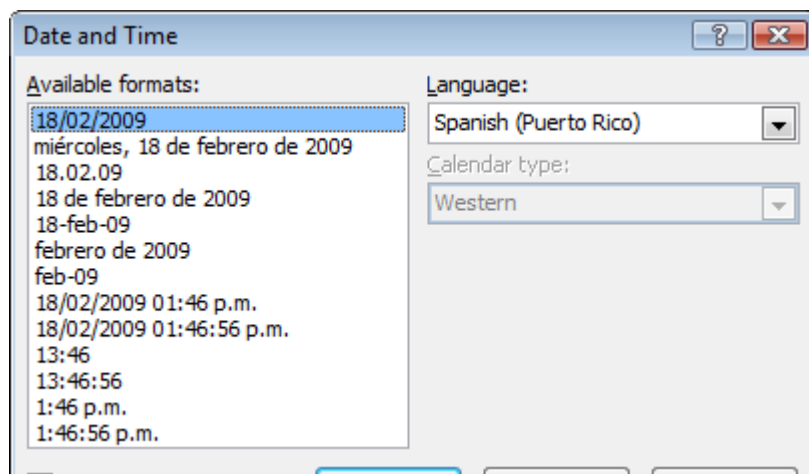 Date and Time
Available formats:
18/02/2009
miércoles, 18 de febrero de 2009
18.02.09
18 de febrero de 2009
18-feb-09
febrero de 2009
feb-09
18/02/2009 01:46 p.m.
18/02/2009 01:46:56 p.m.
13:46
13:46:56
1:46 p.m.
1:46:56 p.m.
Language:
Spanish (Puerto Rico)
Calendar type:
Western